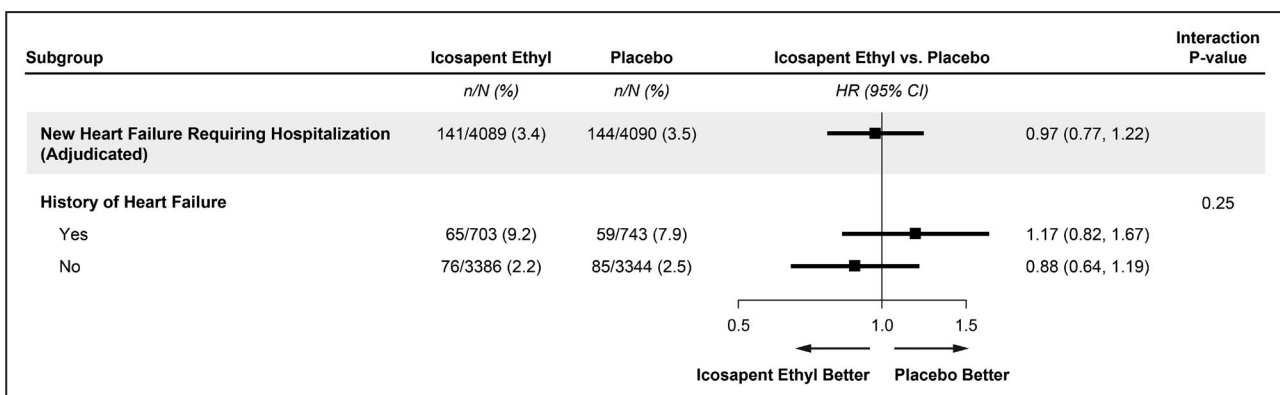 Interaction
Subgroup Icosapent Ethyl Placebo Icosapent Ethyl vs. Placebo P-value
n/N (%) n/N (%) HR (95% CI)
New Heart Failure Requiring Hospitalization 141/4089 (3.4) 144/4090 (3.5) 0.97 (0.77, 1.22)
(Adjudicated)
History of Heart Failure 0.25
Yes 65/703 (9.2) 59/743 (7.9) 1.17 (0.82, 1.67)
No 76/3386 (2.2) 85/3344 (2.5) 0.88 (0.64, 1.19)
0.5 1.0 1.5
Icosapent Ethyl Better Placebo Better